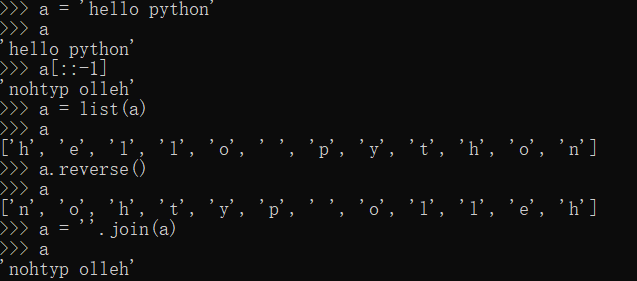 >>> a = 'hello python'
>>> a
'hello python'
>>> a[::-1]
'nohtyp olleh'
>>> a = list(a)
>>> a
['h', 'e', 'l', 'l', 'o', ' ', 'p', 'y', 't', 'h', 'o', 'n']
>>> a.reverse()
>>> a
['n', 'o', 'h', 't', 'y', 'p', ' ', 'o', 'l', 'l', 'e', 'h']
>>> a = ''.join(a)
>>> a
'nohtyp olleh'